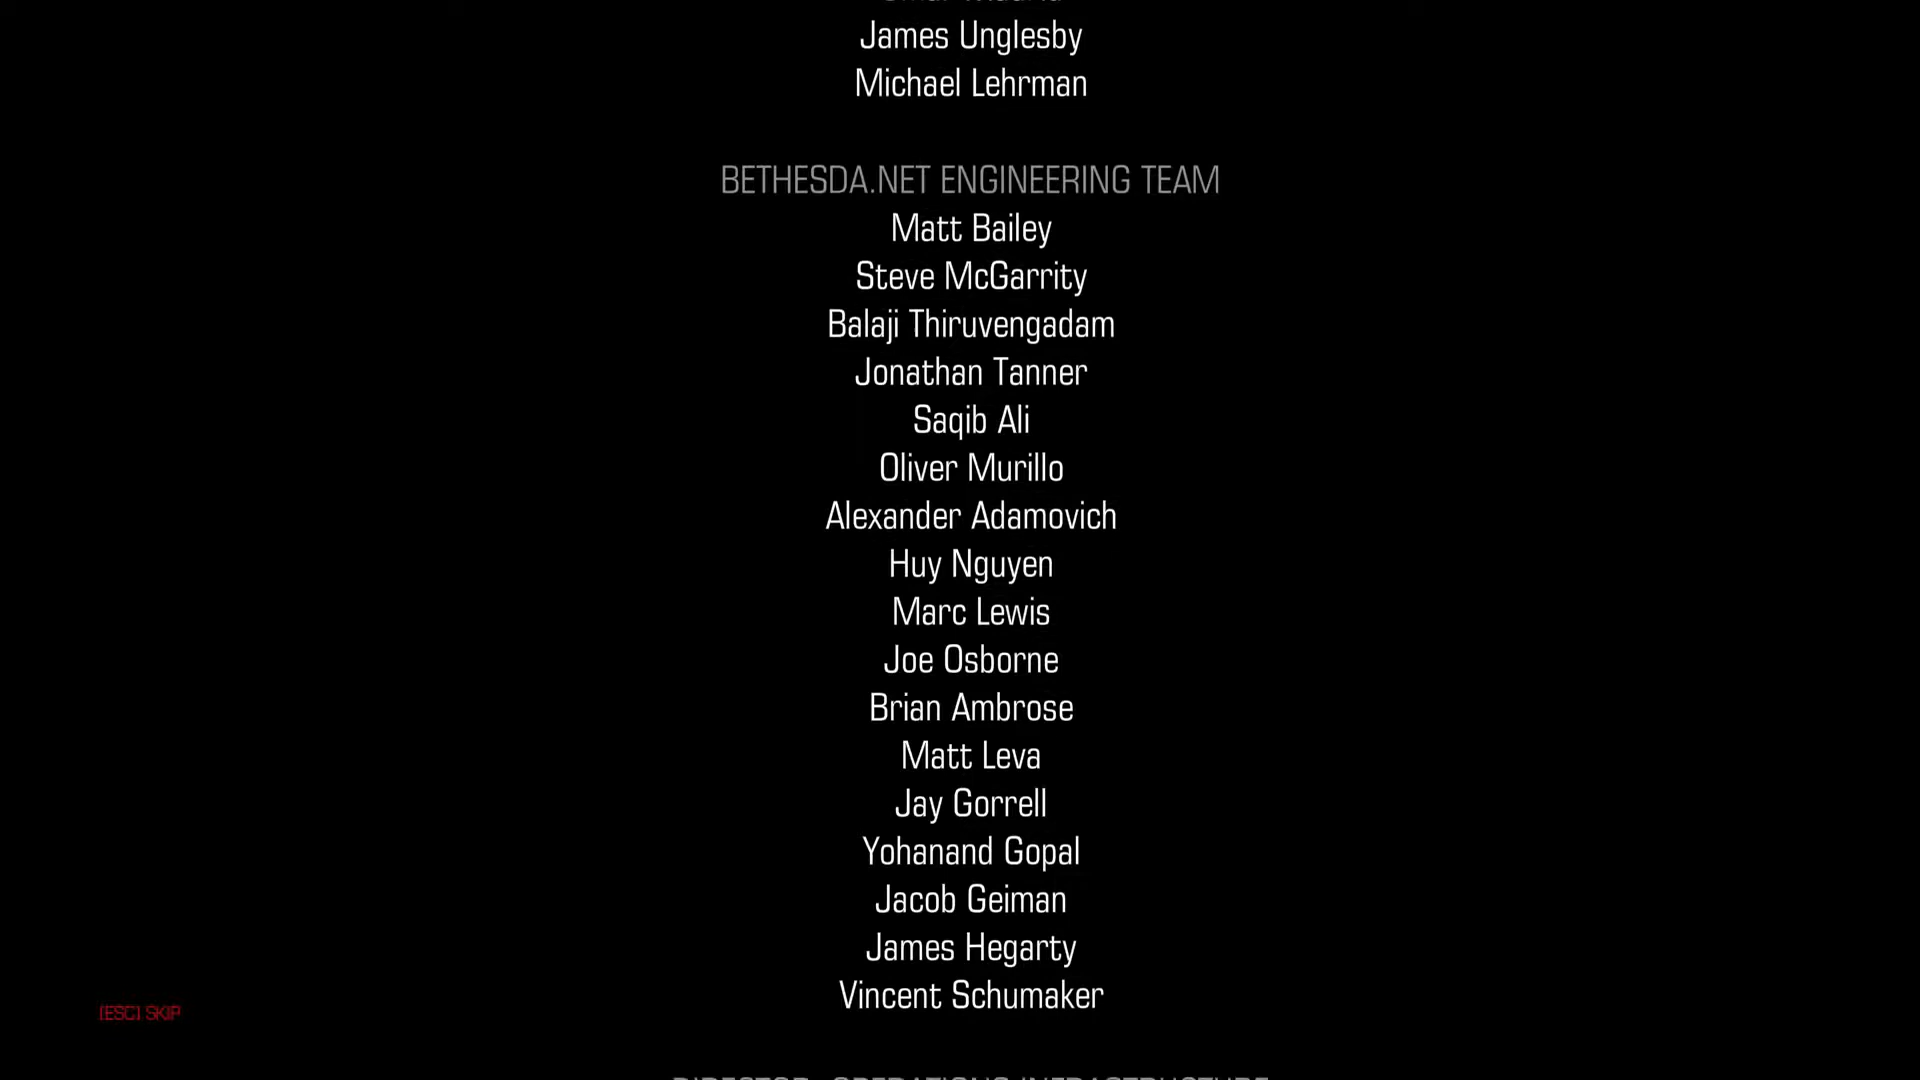 James Unglesby
Michael Lehrman
BETHESDA.NET ENGINEERING TEAM
Matt Bailey
Steve McGarrity
Balaji Thiruvengadam
Jonathan Tanner
Saqib Ali
Oliver Murillo
Alexander Adamovich
Huy Nguyen
Marc Lewis
Joe Osborne
Brian Ambrose
Matt Leva
Jay Gorrell
Yohanand Gopal
Jacob Geiman
James Hegarty
Vincent Schumaker
[ESC] SKIP